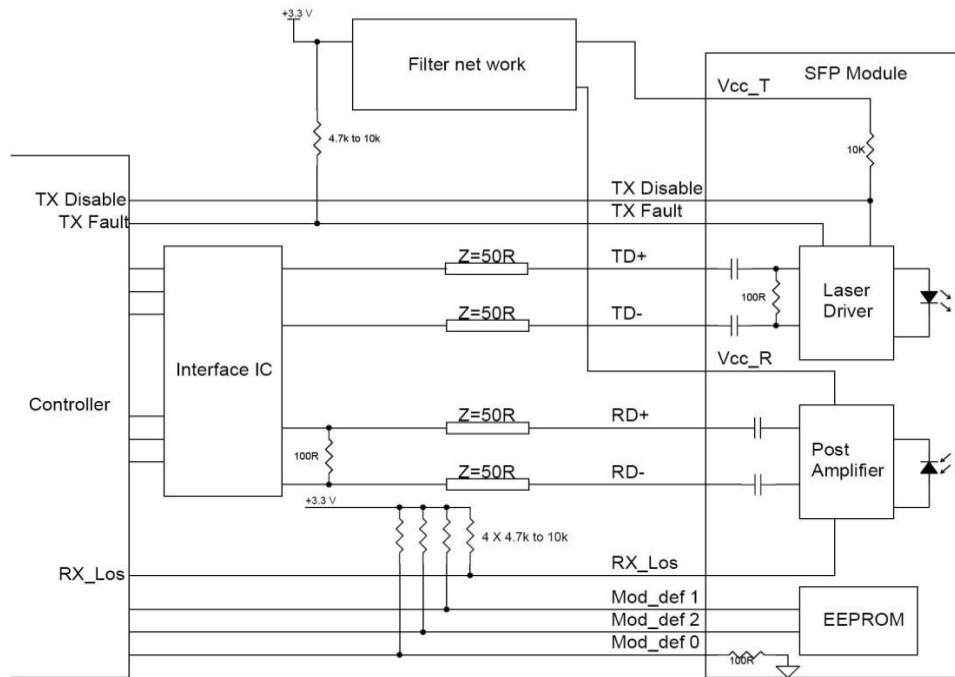 +3.3 V
Filter net work
SFP Module
Vcc_T
4.7k to 10k
10K
TX Disable
TX Disable
TX Fault
TX Fault
Z=50R
TD+
Laser
Driver
100R
Z=50R
TD-
Interface IC
Vcc_R
Controller
Z=50R
RD+
Post
Amplifier
100R
Z=50R
RD-
+3.3 V
4 X 4.7k to 10k
RX_Los
RX_Los
Mod_def 1
EEPROM
Mod_def 2
Mod_def 0
100R